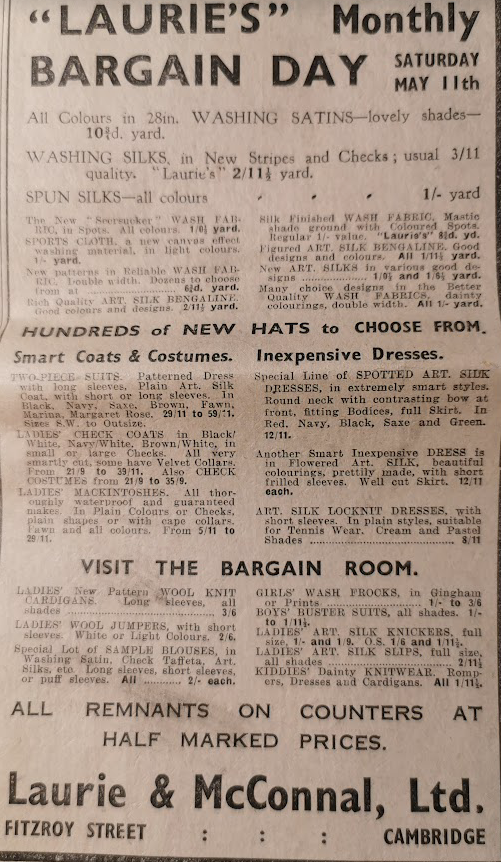 "LAURIE'S" Monthly
BARGAIN DAY SATURDAY
MAY 11th
All Colours in 28in. WASHING SATINS—lovely shades—
10¾d. yard.
WASHING SILKS, in New Stripes and Checks; usual 3/11
quality. "Laurie's" 2/11½ yard.
SPUN SILKS—all colours . . . 1/- yard
The New "Seersucker" WASH FAB-
RIC, in Spots. All colours. yard.
SPORTS CLOTH, a new canvas effect
washing material, in light colours.
1/- yard.
New patterns in Reliable WASH FAB-
RIC. Double width. Dozens to choose
from at yard.
Rich Quality ART. SILK BENGALINE.
Good colours and designs. 2/11½ yard.
Silk Finished WASH FABRIC, Mastic
shade ground with Coloured Spots.
Regular 1/- value. "Laurie's" yd.
Figured ART. SILK BENGALINE. Good
designs and colours. All 1/11½ yard.
New ART. SILKS in various good de-
signs ............ and yard.
Many choice designs in the Better
Quality WASH FABRICS, dainty
colourings, double width. All 1/- yard.
HUNDREDS of NEW HATS to CHOOSE FROM.
Smart Coats & Costumes.
TWO-PIECE SUITS. Patterned Dress
with long sleeves, Plain Art. Silk
Coat, with short or long sleeves. In
Black, Navy, Saxe, Brown, Fawn,
Marina, Margaret Rose. 29/11 to 59/11.
Sizes S.W. to Outsize.
LADIES' CHECK COATS in Black/
White, Navy/White, Brown/White, in
small or large Checks. All very
smartly cut, some have Velvet Collars.
From 21/9 to 39/11. Also CHECK
COSTUMES from 21/9 to 35/9.
LADIES' MACKINTOSHES. All thor-
oughly waterproof and guaranteed
makes. In Plain Colours or Checks,
plain shapes or with cape collars.
Fawn and all colours. From 5/11 to
29/11.
Inexpensive Dresses.
Special Line of SPOTTED ART. SILK
DRESSES, in extremely smart styles.
Round neck with contrasting bow at
front, fitting Bodices, full Skirt. In
Red, Navy, Black, Saxe and Green.
12/11.
Another Smart Inexpensive DRESS is
in Flowered Art. SILK, beautiful
colourings, prettily made, with short
frilled sleeves. Well cut Skirt. 12/11
each.
ART. SILK LOCKNIT DRESSES, with
short sleeves. In plain styles, suitable
for Tennis Wear. Cream and Pastel
Shades ............ 8/11
VISIT THE BARGAIN ROOM.
LADIES' New Pattern WOOL KNIT
CARDIGANS. Long sleeves, all
shades ............ 3/6
LADIES' WOOL JUMPERS, with short
sleeves. White or Light Colours. 2/6.
Special Lot of SAMPLE BLOUSES, in
Washing Satin, Check Taffeta, Art.
Silks, etc. Long sleeves, short sleeves,
or puff sleeves. All ............ 2/- each.
GIRLS' WASH FROCKS, in Gingham
or Prints ............ 1/- to 3/6
BOYS' BUSTER SUITS, all shades. 1/-
to 1/11½.
LADIES' ART. SILK KNICKERS, full
size, 1/- and 1/9. O.S. 1/6 and 1/11½.
LADIES' ART. SILK SLIPS, full size,
all shades ............ 2/11½
KIDDIES' Dainty KNITWEAR. Romp-
ers, Dresses and Cardigans. All 1/11½.
ALL REMNANTS ON COUNTERS AT
HALF MARKED PRICES.
Laurie & McConnal, Ltd.
FITZROY STREET : : : CAMBRIDGE